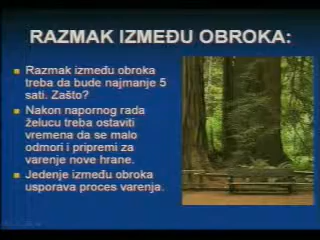 RAZMAK IZMEĐU OBROKA:
Razmak između obroka
treba da bude najmanje 5
sati. Zašto?
Nakon napornog rada
želucu treba ostaviti
vremena da se malo
odmori i pripremi za
varenje nove hrane.
Jedenje između obroka
usporava proces varenja.